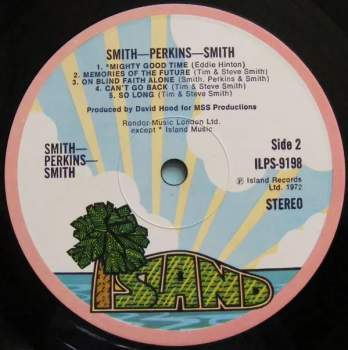 SMITH—PERKINS—SMITH
1. *MIGHTY GOOD TIME (Eddie Hinton)
2. MEMORIES OF THE FUTURE (Tim & Steve Smith)
3. ON BLIND FAITH ALONE (Smith, Perkins & Smith)
4. CAN'T GO BACK (Tim & Steve Smith)
5. SO LONG (Tim & Steve Smith)
Produced by David Hood for MSS Productions
Rondor Music London Ltd.
except * Island Music
SMITH—
PERKINS—
SMITH
Side 2
ILPS-9198
℗ Island Records
Ltd. 1972
STEREO
ISLAND